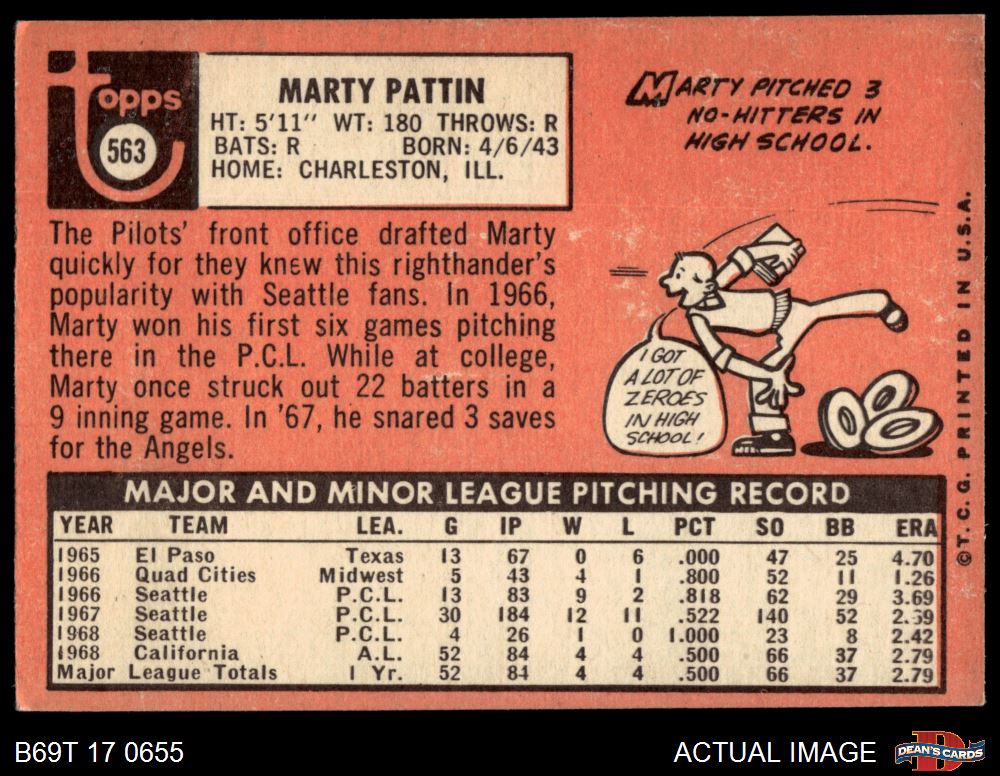 topps
563
MARTY PATTIN
HT: 5'11" WT: 180 THROWS: R
BATS: R BORN: 4/6/43
HOME: CHARLESTON, ILL.
MARTY PITCHED 3
NO-HITTERS IN
HIGH SCHOOL.
The Pilots' front office drafted Marty
quickly for they knew this righthander's
popularity with Seattle fans. In 1966,
Marty won his first six games pitching
there in the P.C.L. While at college,
Marty once struck out 22 batters in a
9 inning game. In '67, he snared 3 saves
for the Angels.
I GOT
A LOT OF
ZEROES
IN HIGH
SCHOOL!
©T.C.G. PRINTED IN U.S.A.
MAJOR AND MINOR LEAGUE PITCHING RECORD
YEAR TEAM LEA. G IP W L PCT SO BB ERA
1965 El Paso Texas 13 67 0 6 .000 47 25 4.70
1966 Quad Cities Midwest 5 43 4 1 .800 52 11 1.26
1966 Seattle P.C.L. 13 83 9 2 .818 62 29 3.69
1967 Seattle P.C.L. 30 184 12 11 .522 140 52 2.59
1968 Seattle P.C.L. 4 26 1 0 1.000 23 8 2.42
1968 California A.L. 52 84 4 4 .500 66 37 2.79
Major League Totals 1 Yr. 52 84 4 4 .500 66 37 2.79
B69T 17 0655
ACTUAL IMAGE
DEAN'S CARDS